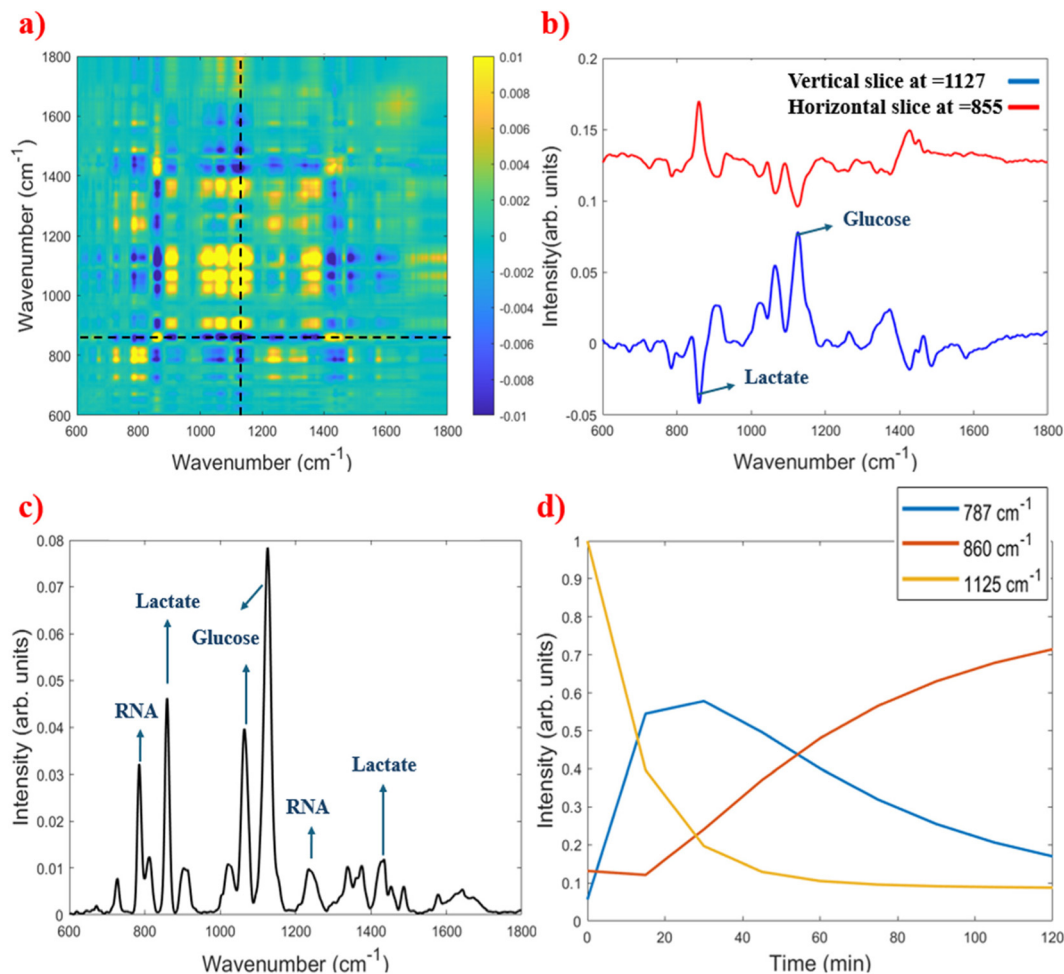 a)
1800
1600
1400
1200
1000
800
600
600 800 1000 1200 1400 1600 1800
Wavenumber (cm-1)
Wavenumber (cm-1)
0.01
0.008
0.006
0.004
0.002
0
-0.002
-0.004
-0.006
-0.008
-0.01
b)
0.2
0.15
0.1
0.05
0
-0.05
Intensity(arb. units)
Vertical slice at =1127
Horizontal slice at =855
Glucose
Lactate
600 800 1000 1200 1400 1600 1800
Wavenumber (cm-1)
c)
0.08
0.07
0.06
0.05
0.04
0.03
0.02
0.01
0
Intensity (arb. units)
Lactate
Glucose
RNA
Lactate
RNA
600 800 1000 1200 1400 1600 1800
Wavenumber (cm-1)
d)
787 cm-1
860 cm-1
1125 cm-1
1
0.9
0.8
0.7
0.6
0.5
0.4
0.3
0.2
0.1
0
Intensity (arb. units)
0 20 40 60 80 100 120
Time (min)